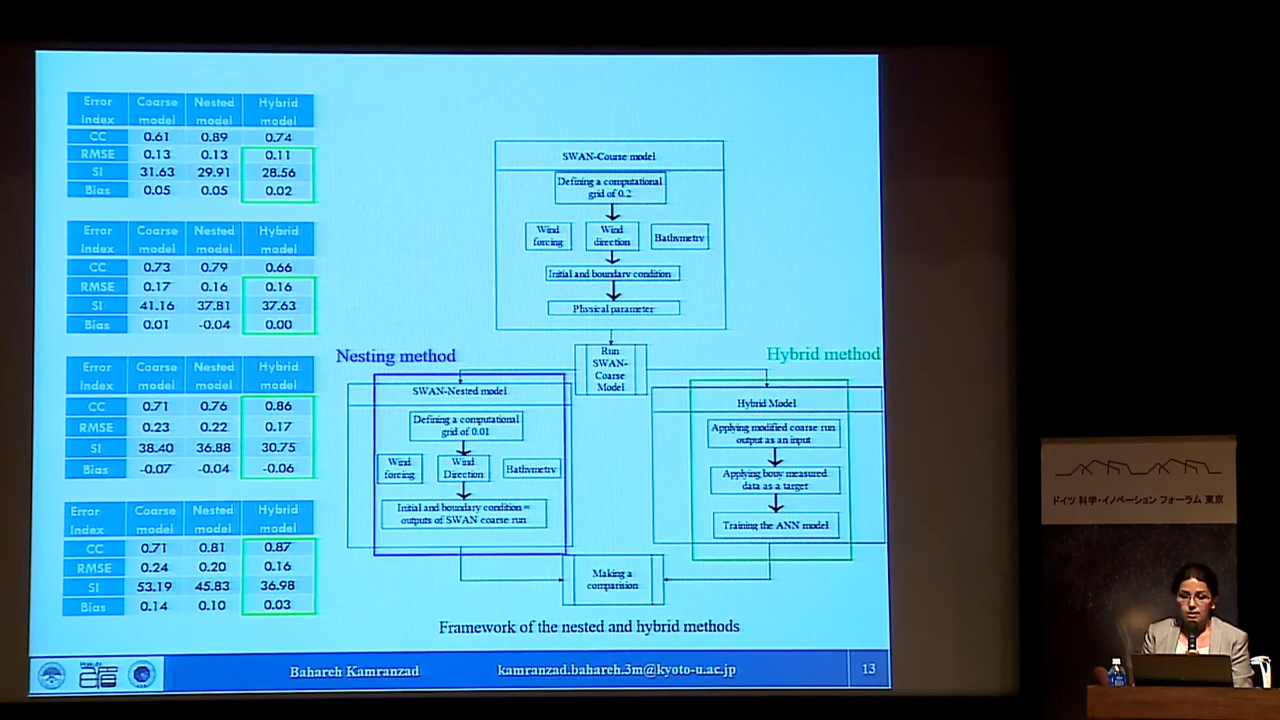 Error Index Coarse model Nested model Hybrid model
CC 0.61 0.89 0.74
RMSE 0.13 0.13 0.11
SI 31.63 29.91 28.56
Bias 0.05 0.05 0.02
Error Index Coarse model Nested model Hybrid model
CC 0.73 0.79 0.66
RMSE 0.17 0.16 0.16
SI 41.16 37.81 37.63
Bias 0.01 -0.04 0.00
Error Index Coarse model Nested model Hybrid model
CC 0.71 0.76 0.86
RMSE 0.23 0.22 0.17
SI 38.40 36.88 30.75
Bias -0.07 -0.04 -0.06
Error Index Coarse model Nested model Hybrid model
CC 0.71 0.81 0.87
RMSE 0.24 0.20 0.16
SI 53.19 45.83 36.98
Bias 0.14 0.10 0.03
SWAN-Course model
Defining a computational
grid of 0.2
Wind
forcing
Wind
direction
Bathymetry
Initial and boundary condition
Physical parameter
Run
SWAN-
Coarse
Model
Nesting method
SWAN-Nested model
Defining a computational
grid of 0.01
Wind
forcing
Wind
Direction
Bathymetry
Initial and boundary condition =
outputs of SWAN coarse run
Hybrid method
Hybrid Model
Applying modified coarse run
output as an input
Applying bouy measured
data as a target
Training the ANN model
Making a
comparision
Framework of the nested and hybrid methods
Bahareh Kamranzad kamranzad.bahareh.3m@kyoto-u.ac.jp 13
ドイツ 科学・イノベーション フォーラム 東京